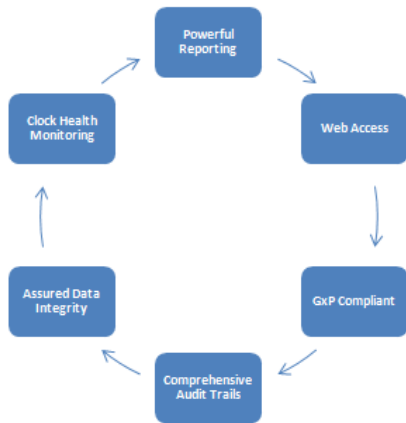 Powerful
Reporting
Web Access
GxP Compliant
Comprehensive
Audit Trails
Assured Data
Integrity
Clock Health
Monitoring